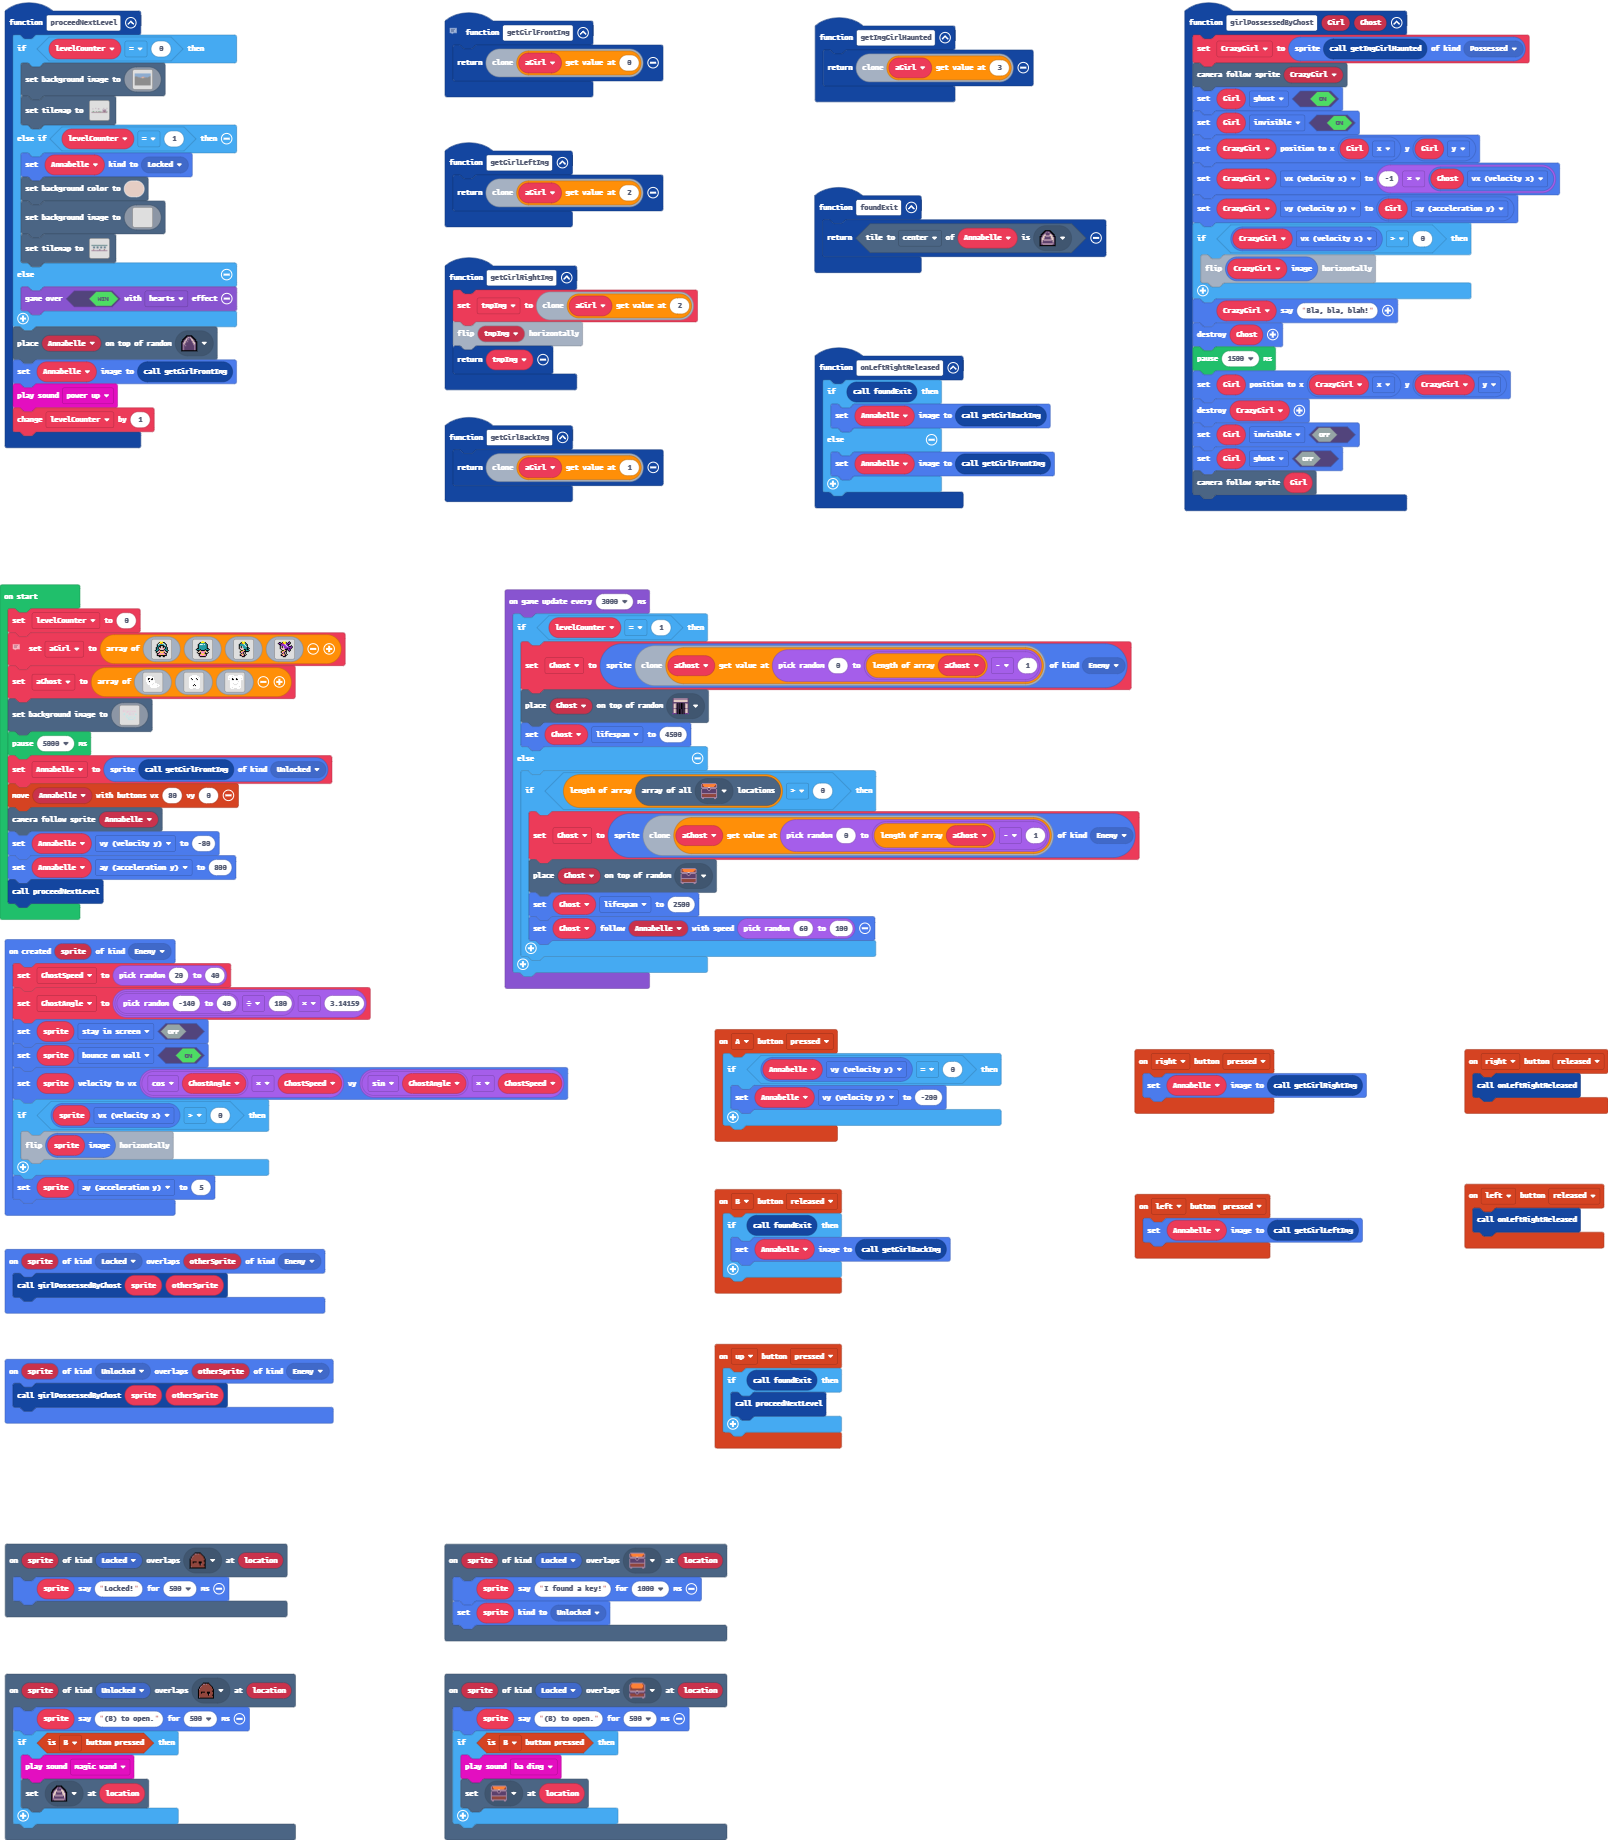 function proceedNextLevel
if levelCounter = 0 then
set background image to
set tilemap to
else if levelCounter = 1 then
set Annabelle kind to Locked
set background color to
set background image to
set tilemap to
else
game over WIN with hearts effect
place Annabelle on top of random
set Annabelle image to call getGirlFrontImg
play sound power up
change levelCounter by 1
function getGirlFrontImg
return clone aGirl get value at 0
function getGirlLeftImg
return clone aGirl get value at 2
function getGirlRightImg
set tmpImg to clone aGirl get value at 2
flip tmpImg horizontally
return tmpImg
function getGirlBackImg
return clone aGirl get value at 1
function getImgGirlHaunted
return clone aGirl get value at 3
function foundExit
return tile to center of Annabelle is
function onLeftRightReleased
if call foundExit then
set Annabelle image to call getGirlBackImg
else
set Annabelle image to call getGirlFrontImg
function girlPossessedByGhost Girl Ghost
set CrazyGirl to sprite call getImgGirlHaunted of kind Possessed
camera follow sprite CrazyGirl
set Girl ghost ON
set Girl invisible ON
set CrazyGirl position to x Girl x y Girl y
set CrazyGirl vx (velocity x) to -1 × Ghost vx (velocity x)
set CrazyGirl vy (velocity y) to Girl ay (acceleration y)
if CrazyGirl vx (velocity x) > 0 then
flip CrazyGirl image horizontally
CrazyGirl say "Bla, bla, blah!"
destroy Ghost
pause 1500 ms
set Girl position to x CrazyGirl x y CrazyGirl y
destroy CrazyGirl
set Girl invisible OFF
set Girl ghost OFF
camera follow sprite Girl
on start
set levelCounter to 0
set aGirl to array of
set aGhost to array of
set background image to
pause 5000 ms
set Annabelle to sprite call getGirlFrontImg of kind Unlocked
move Annabelle with buttons vx 80 vy 0
camera follow sprite Annabelle
set Annabelle vy (velocity y) to -80
set Annabelle ay (acceleration y) to 800
call proceedNextLevel
on game update every 3000 ms
if levelCounter = 1 then
set Ghost to sprite clone aGhost get value at pick random 0 to length of array aGhost - 1 of kind Enemy
place Ghost on top of random
set Ghost lifespan to 4500
else
if length of array array of all locations > 0 then
set Ghost to sprite clone aGhost get value at pick random 0 to length of array aGhost - 1 of kind Enemy
place Ghost on top of random
set Ghost lifespan to 2500
set Ghost follow Annabelle with speed pick random 60 to 100
on created sprite of kind Enemy
set GhostSpeed to pick random 20 to 40
set GhostAngle to pick random -140 to 40 ÷ 180 × 3.14159
set sprite stay in screen OFF
set sprite bounce on wall ON
set sprite velocity to vx cos GhostAngle × GhostSpeed vy sin GhostAngle × GhostSpeed
if sprite vx (velocity x) > 0 then
flip sprite image horizontally
set sprite ay (acceleration y) to 5
on sprite of kind Locked overlaps otherSprite of kind Enemy
call girlPossessedByGhost sprite otherSprite
on sprite of kind Unlocked overlaps otherSprite of kind Enemy
call girlPossessedByGhost sprite otherSprite
on A button pressed
if Annabelle vy (velocity y) = 0 then
set Annabelle vy (velocity y) to -200
on B button released
if call foundExit then
set Annabelle image to call getGirlBackImg
on up button pressed
if call foundExit then
call proceedNextLevel
on right button pressed
set Annabelle image to call getGirlRightImg
on left button pressed
set Annabelle image to call getGirlLeftImg
on right button released
call onLeftRightReleased
on left button released
call onLeftRightReleased
on sprite of kind Locked overlaps at location
sprite say "Locked!" for 500 ms
on sprite of kind Locked overlaps at location
sprite say "I found a key!" for 1000 ms
set sprite kind to Unlocked
on sprite of kind Unlocked overlaps at location
sprite say "(B) to open." for 500 ms
if is B button pressed then
play sound magic wand
set at location
on sprite of kind Locked overlaps at location
sprite say "(B) to open." for 500 ms
if is B button pressed then
play sound ba ding
set at location